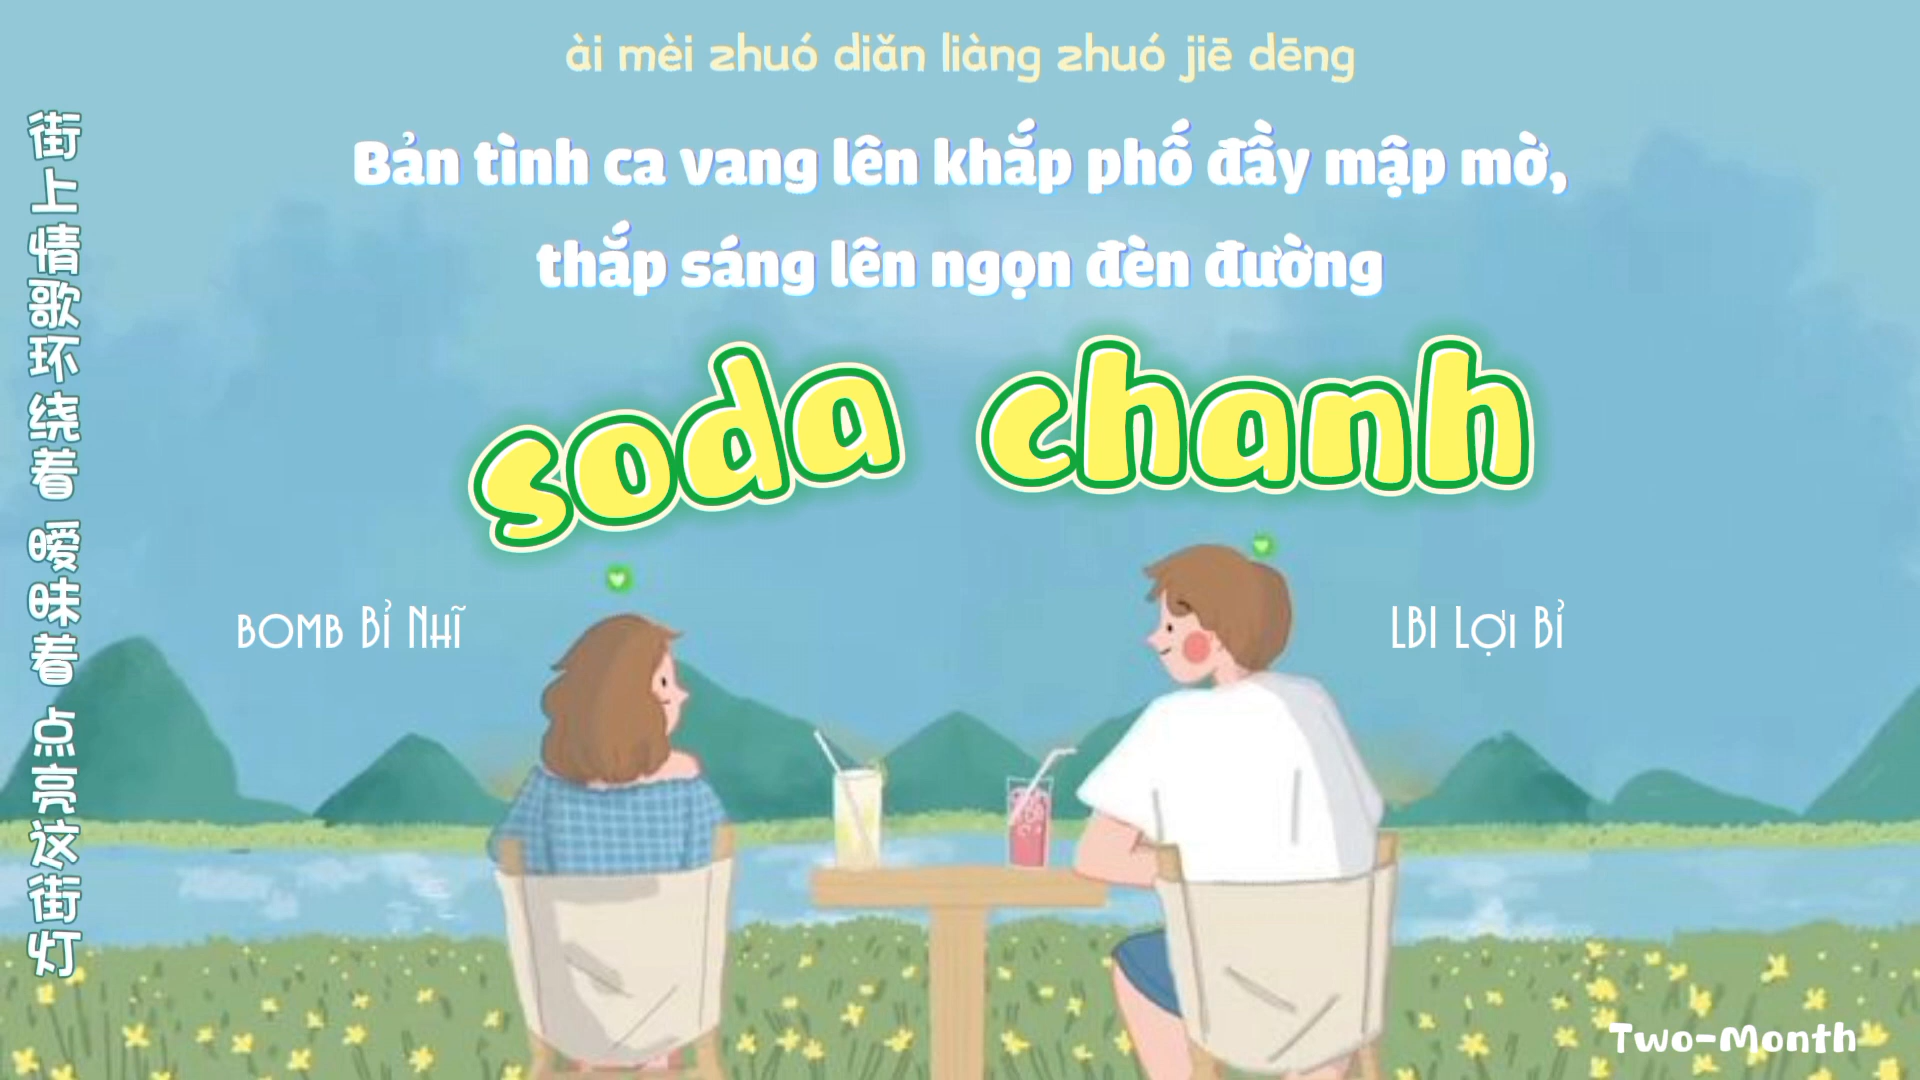 ài mèi zhuó diǎn liàng zhuó jiē dēng
Bản tình ca vang lên khắp phố đầy mập mờ,
thắp sáng lên ngọn đèn đường
街上情歌环绕着 暧昧着 点亮这街灯
soda chanh
BOMB BỈ NHĨ
LBI LỢI BỈ
Two-Month